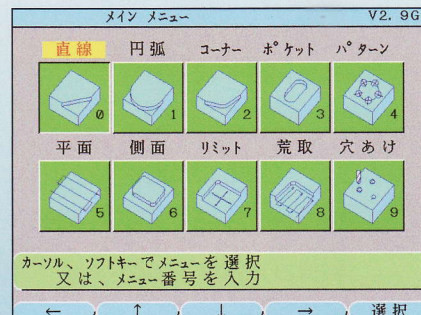 メイン メニュー V2. 9G
直線 円弧 コーナー ポケット パターン
0 1 2 3 4
平面 側面 リミット 荒取 穴あけ
5 6 7 8 9
カーソル、ソフトキーでメニューを選択
又は、メニュー番号を入力
← ↑ ↓ → 選択